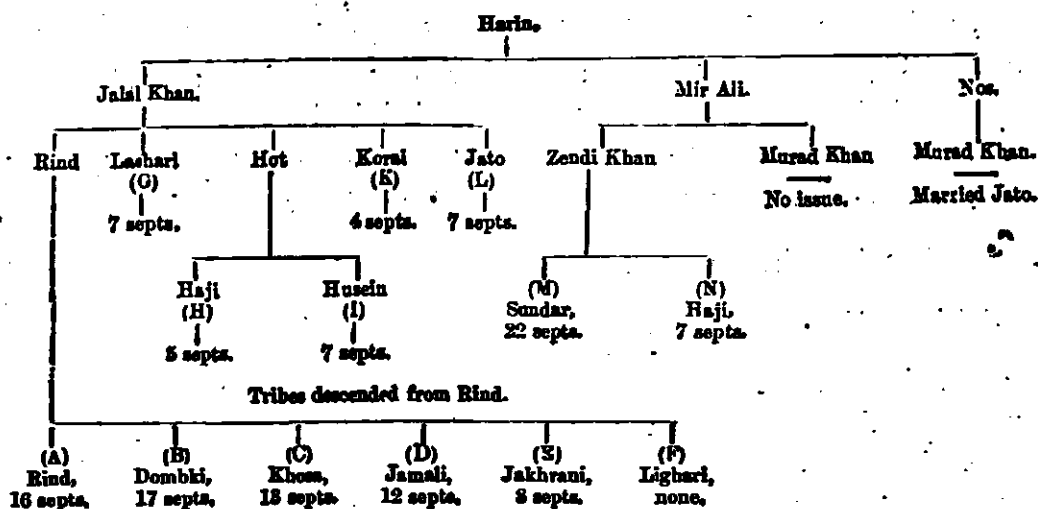 Harin.
Jalal Khan. Mir Ali. Nos.
Rind Lashari Hot Koral Jato Zendi Khan Murad Khan Murad Khan.
(G) (K) (L) No issue. Married Jato.
7 septs. 4 septs. 7 septs.
Haji Husein (M) (N)
(H) (I) Sundar, Haji,
5 septs. 7 septs. 22 septs. 7 septs.
Tribes descended from Rind.
(A) (B) (C) (D) (E) (F)
Rind, Dombki, Khosa, Jamali, Jakhrani, Lighari,
16 septs. 17 septs. septs. 12 septs. 8 septs. none.